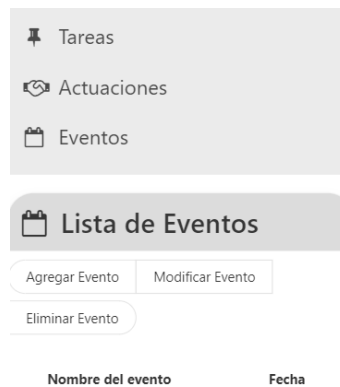 Tareas
Actuaciones
Eventos
Lista de Eventos
Agregar Evento Modificar Evento
Eliminar Evento
Nombre del evento Fecha